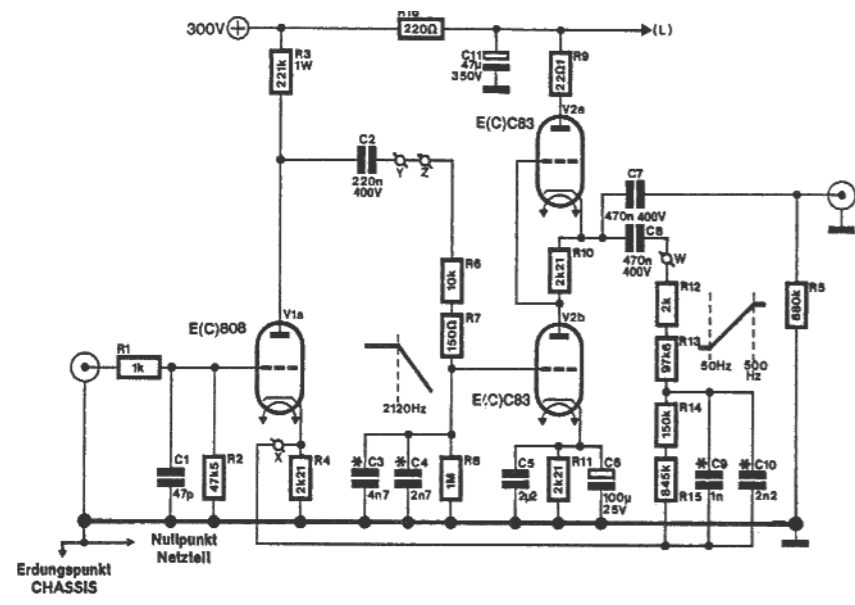 R16
300V
220Ω
(L)
R3
1W
221k
C11
47µ
350V
R9
22Ω1
V2a
E(C)C83
C2
220n
400V
Y
Z
C7
470n 400V
C8
470n
400V
W
R10
2k21
R6
10k
R7
150Ω
R12
2k
R5
680k
V1a
E(C)808
V2b
R1
1k
R13
97k6
50Hz
500
Hz
2120Hz
E(C)C83
R14
150k
X
R4
2k21
C1
47p
R2
47k5
*C3
4n7
*C4
2n7
R8
1M
C5
2µ2
R11
2k21
C6
100µ
25V
845k
R15
*C9
1n
*C10
2n2
Nullpunkt
Netzteil
Erdungspunkt
CHASSIS